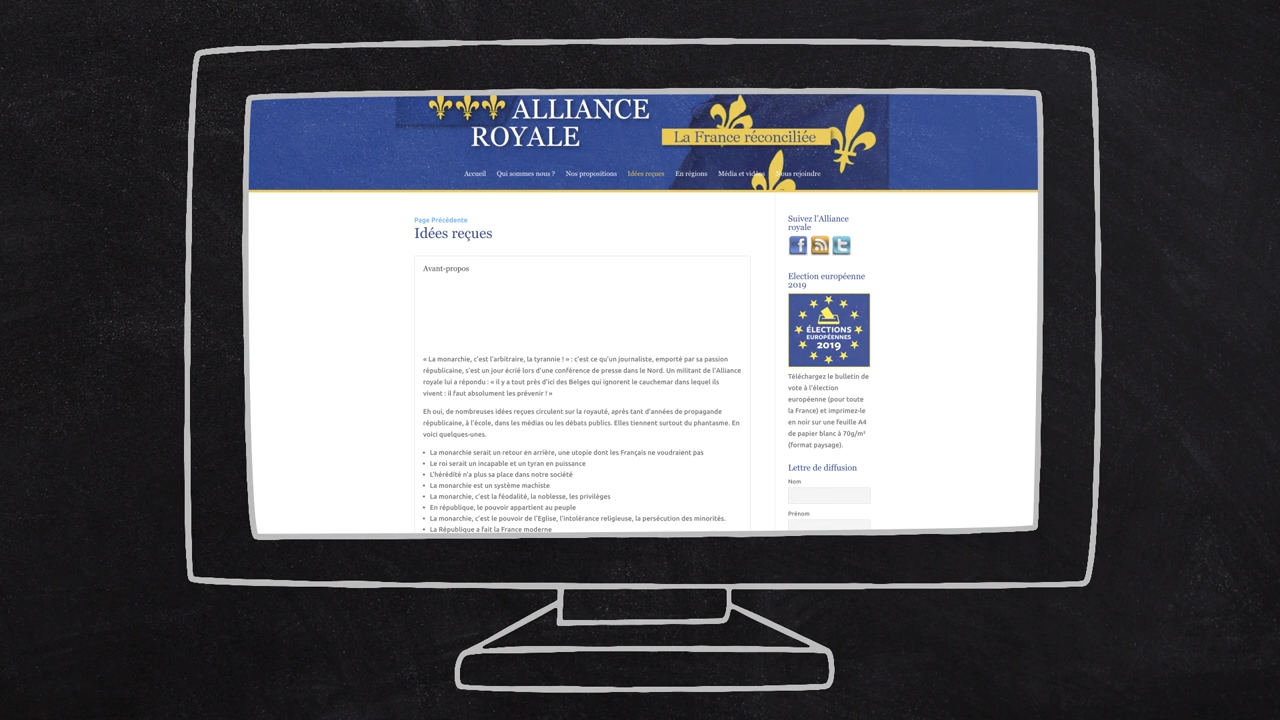 ALLIANCE
ROYALE
La France réconciliée
Accueil Qui sommes nous ? Nos propositions Idées reçues En régions Média et vidéos Nous rejoindre
Page Précédente
Idées reçues
Avant-propos
« La monarchie, c'est l'arbitraire, la tyrannie ! » : c'est ce qu'un journaliste, emporté par sa passion
républicaine, s'est un jour écrié lors d'une conférence de presse dans le Nord. Un militant de l'Alliance
royale lui a répondu : « il y a tout près d'ici des Belges qui ignorent le cauchemar dans lequel ils
vivent : il faut absolument les prévenir ! »
Eh oui, de nombreuses idées reçues circulent sur la royauté, après tant d'années de propagande
républicaine, à l'école, dans les médias ou les débats publics. Elles tiennent surtout du phantasme. En
voici quelques-unes.
• La monarchie serait un retour en arrière, une utopie dont les Français ne voudraient pas
• Le roi serait un incapable et un tyran en puissance
• L'hérédité n'a plus sa place dans notre société
• La monarchie est un système machiste
• La monarchie, c'est la féodalité, la noblesse, les privilèges
• En république, le pouvoir appartient au peuple
• La monarchie, c'est le pouvoir de l'Eglise, l'intolérance religieuse, la persécution des minorités.
• La République a fait la France moderne
Suivez l'Alliance
royale
Election européenne
2019
ÉLECTIONS
EUROPÉENNES
2019
Téléchargez le bulletin de
vote à l'élection
européenne (pour toute
la France) et imprimez-le
en noir sur une feuille A4
de papier blanc à 70g/m²
(format paysage).
Lettre de diffusion
Nom
Prénom